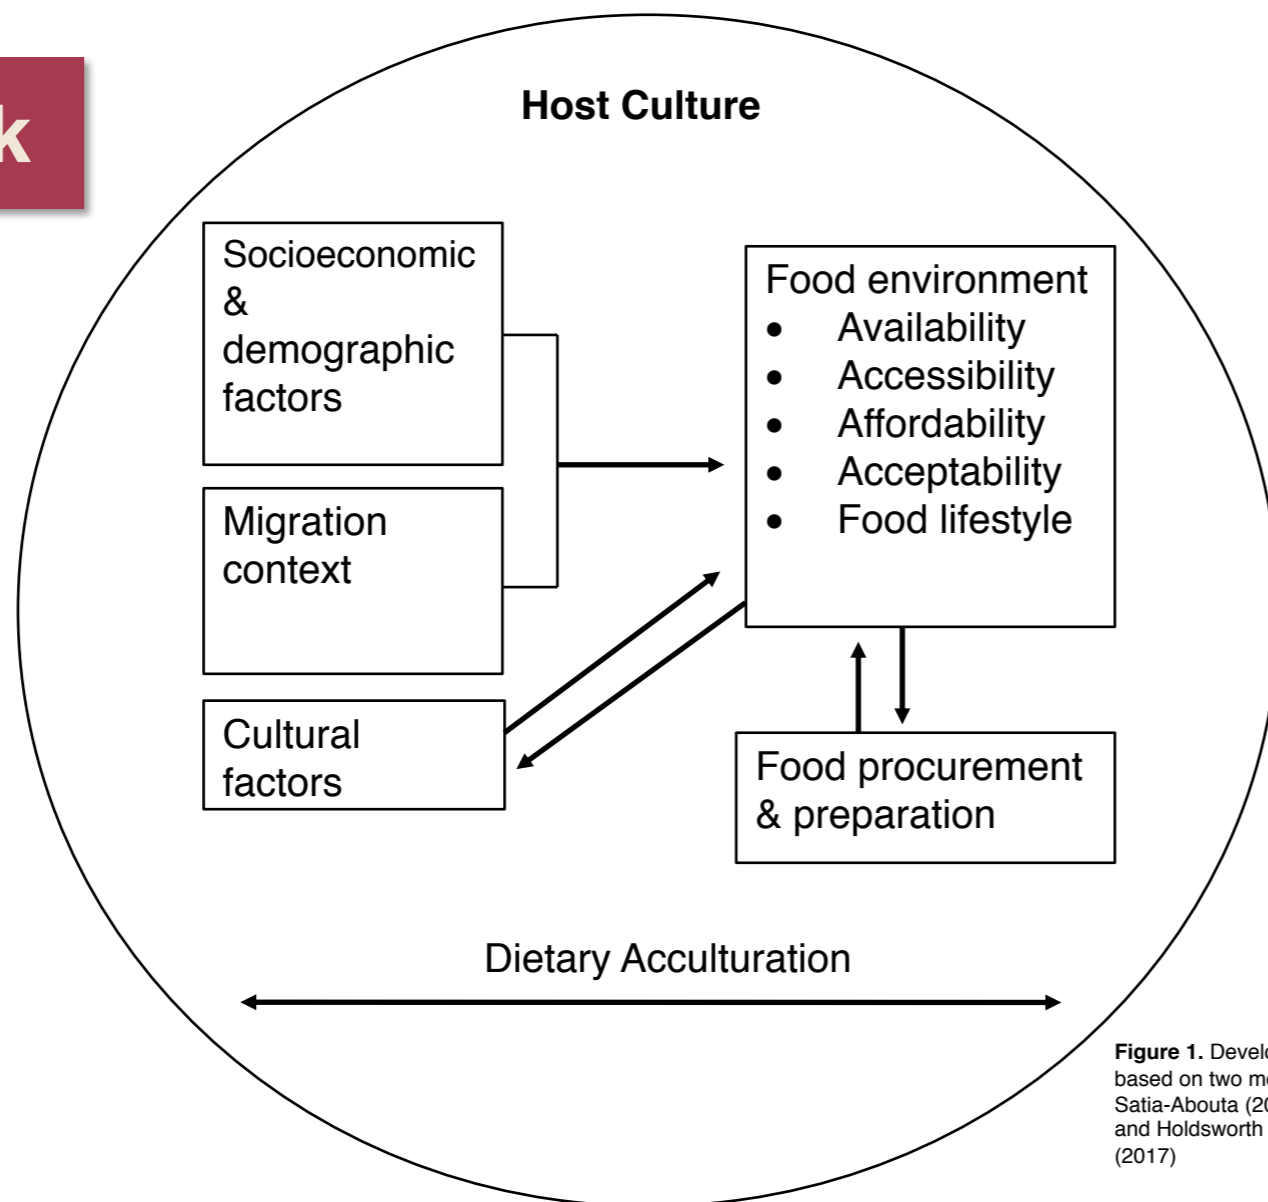 k
Host Culture
Socioeconomic
&
demographic
factors
Migration
context
Cultural
factors
Food environment
• Availability
• Accessibility
• Affordability
• Acceptability
• Food lifestyle
Food procurement
& preparation
Dietary Acculturation
Figure 1.
based on two
Satia-Abouta
and Holdsworth
(2017)